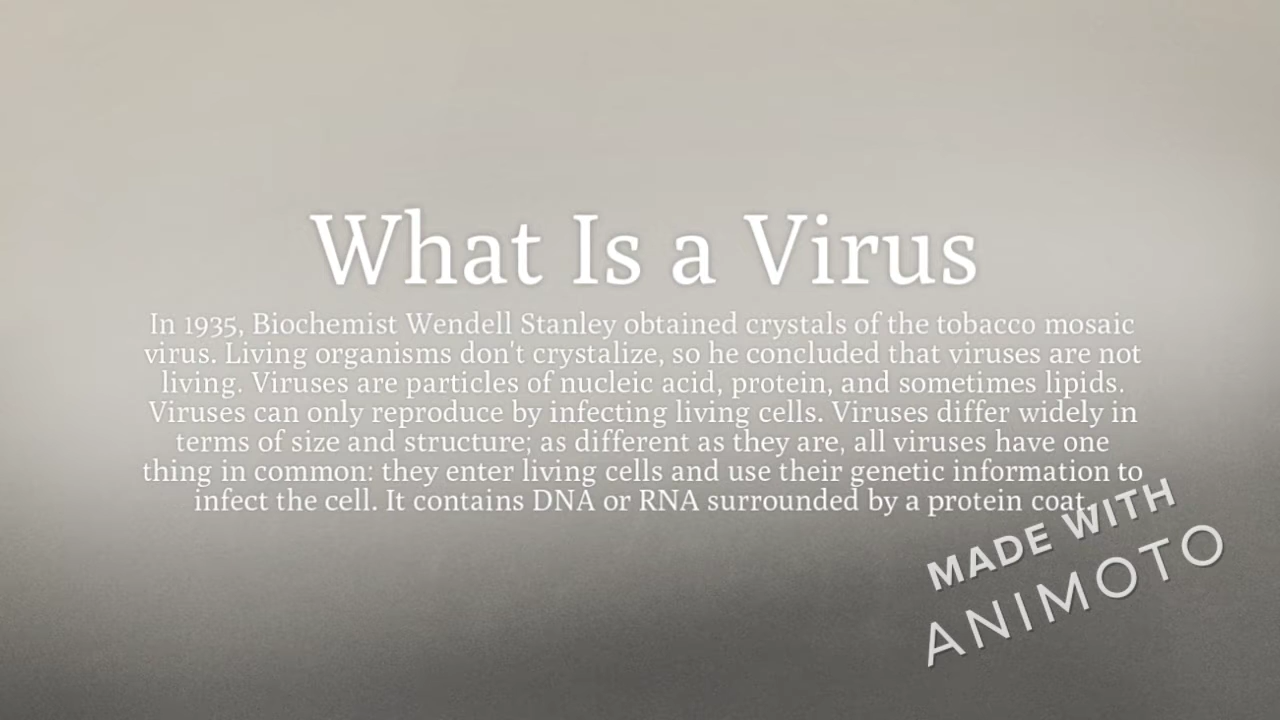 What Is a Virus
In 1935, Biochemist Wendell Stanley obtained crystals of the tobacco mosaic
virus. Living organisms don't crystalize, so he concluded that viruses are not
living. Viruses are particles of nucleic acid, protein, and sometimes lipids.
Viruses can only reproduce by infecting living cells. Viruses differ widely in
terms of size and structure; as different as they are, all viruses have one
thing in common: they enter living cells and use their genetic information to
infect the cell. It contains DNA or RNA surrounded by a protein coat.
MADE WITH
ANIMOTO